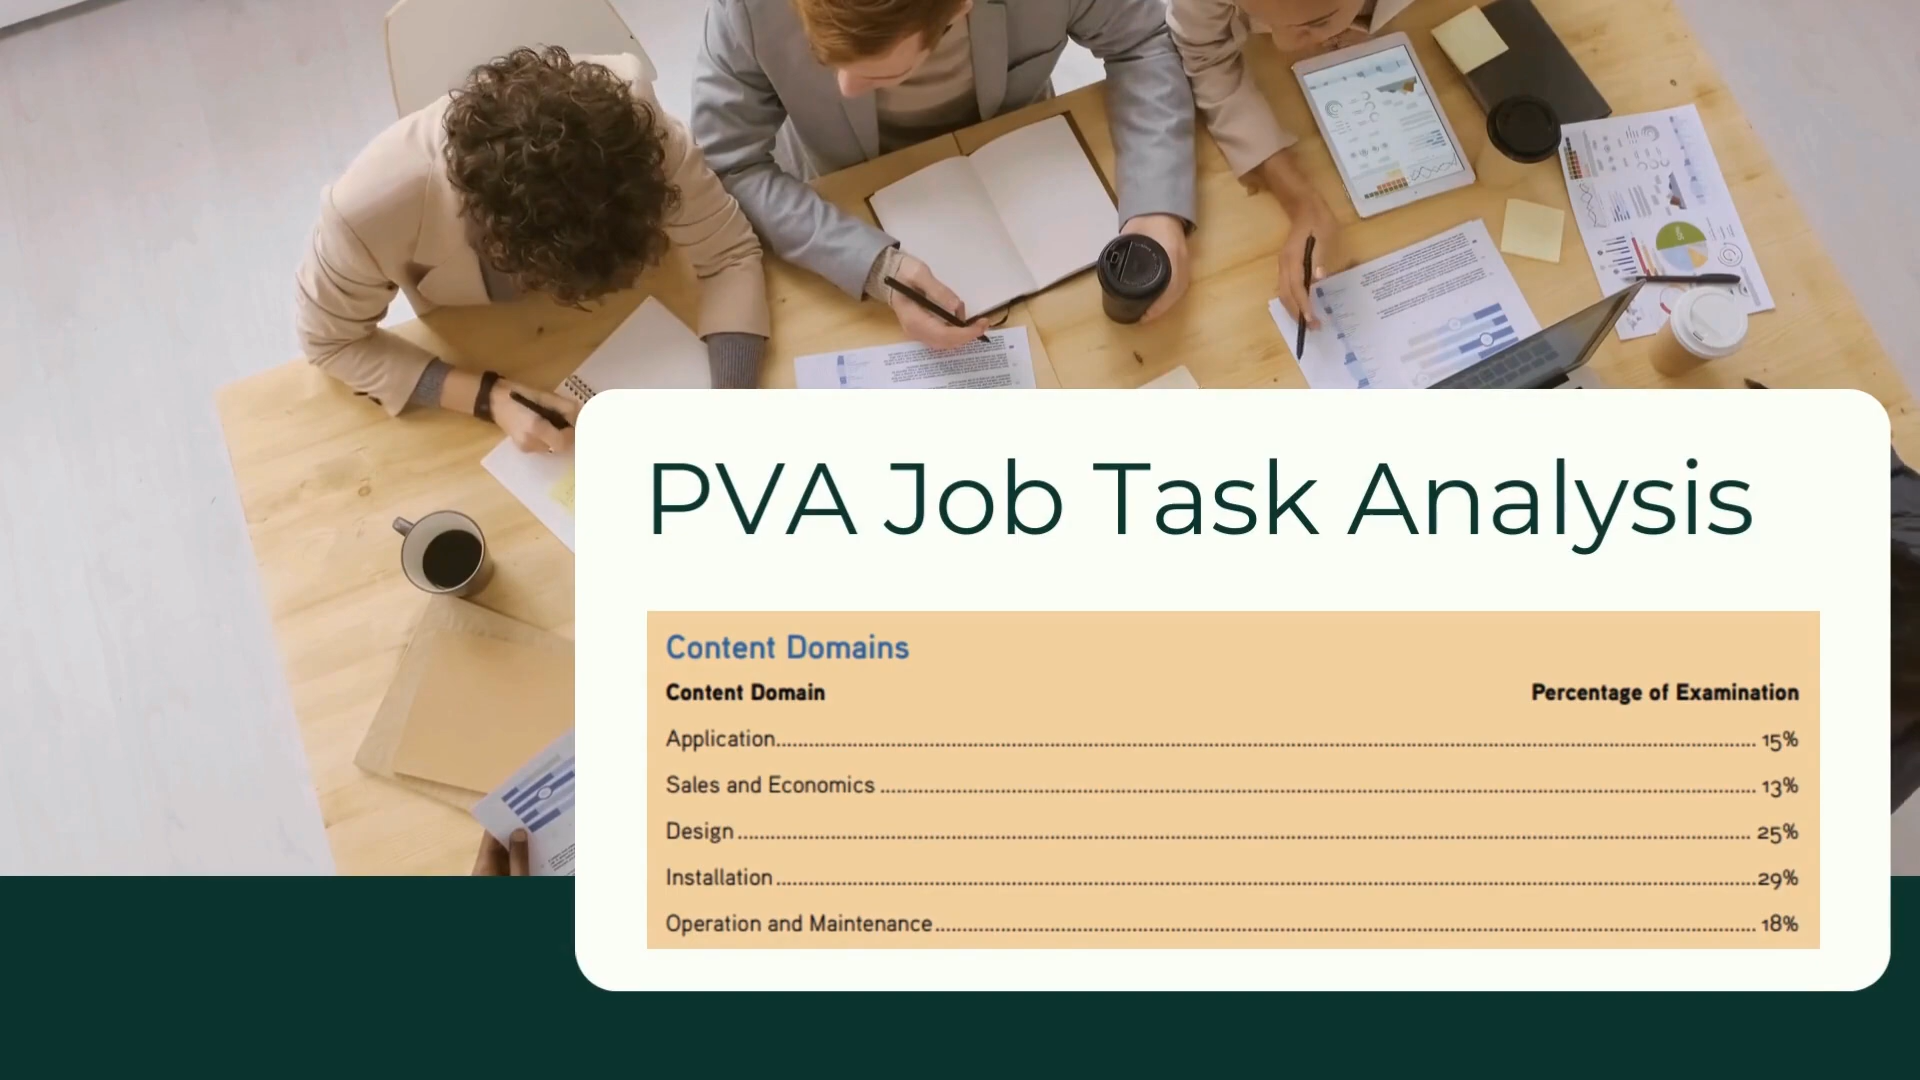 PVA Job Task Analysis
Content Domains
Content Domain Percentage of Examination
Application 15%
Sales and Economics 13%
Design 25%
Installation 29%
Operation and Maintenance 18%